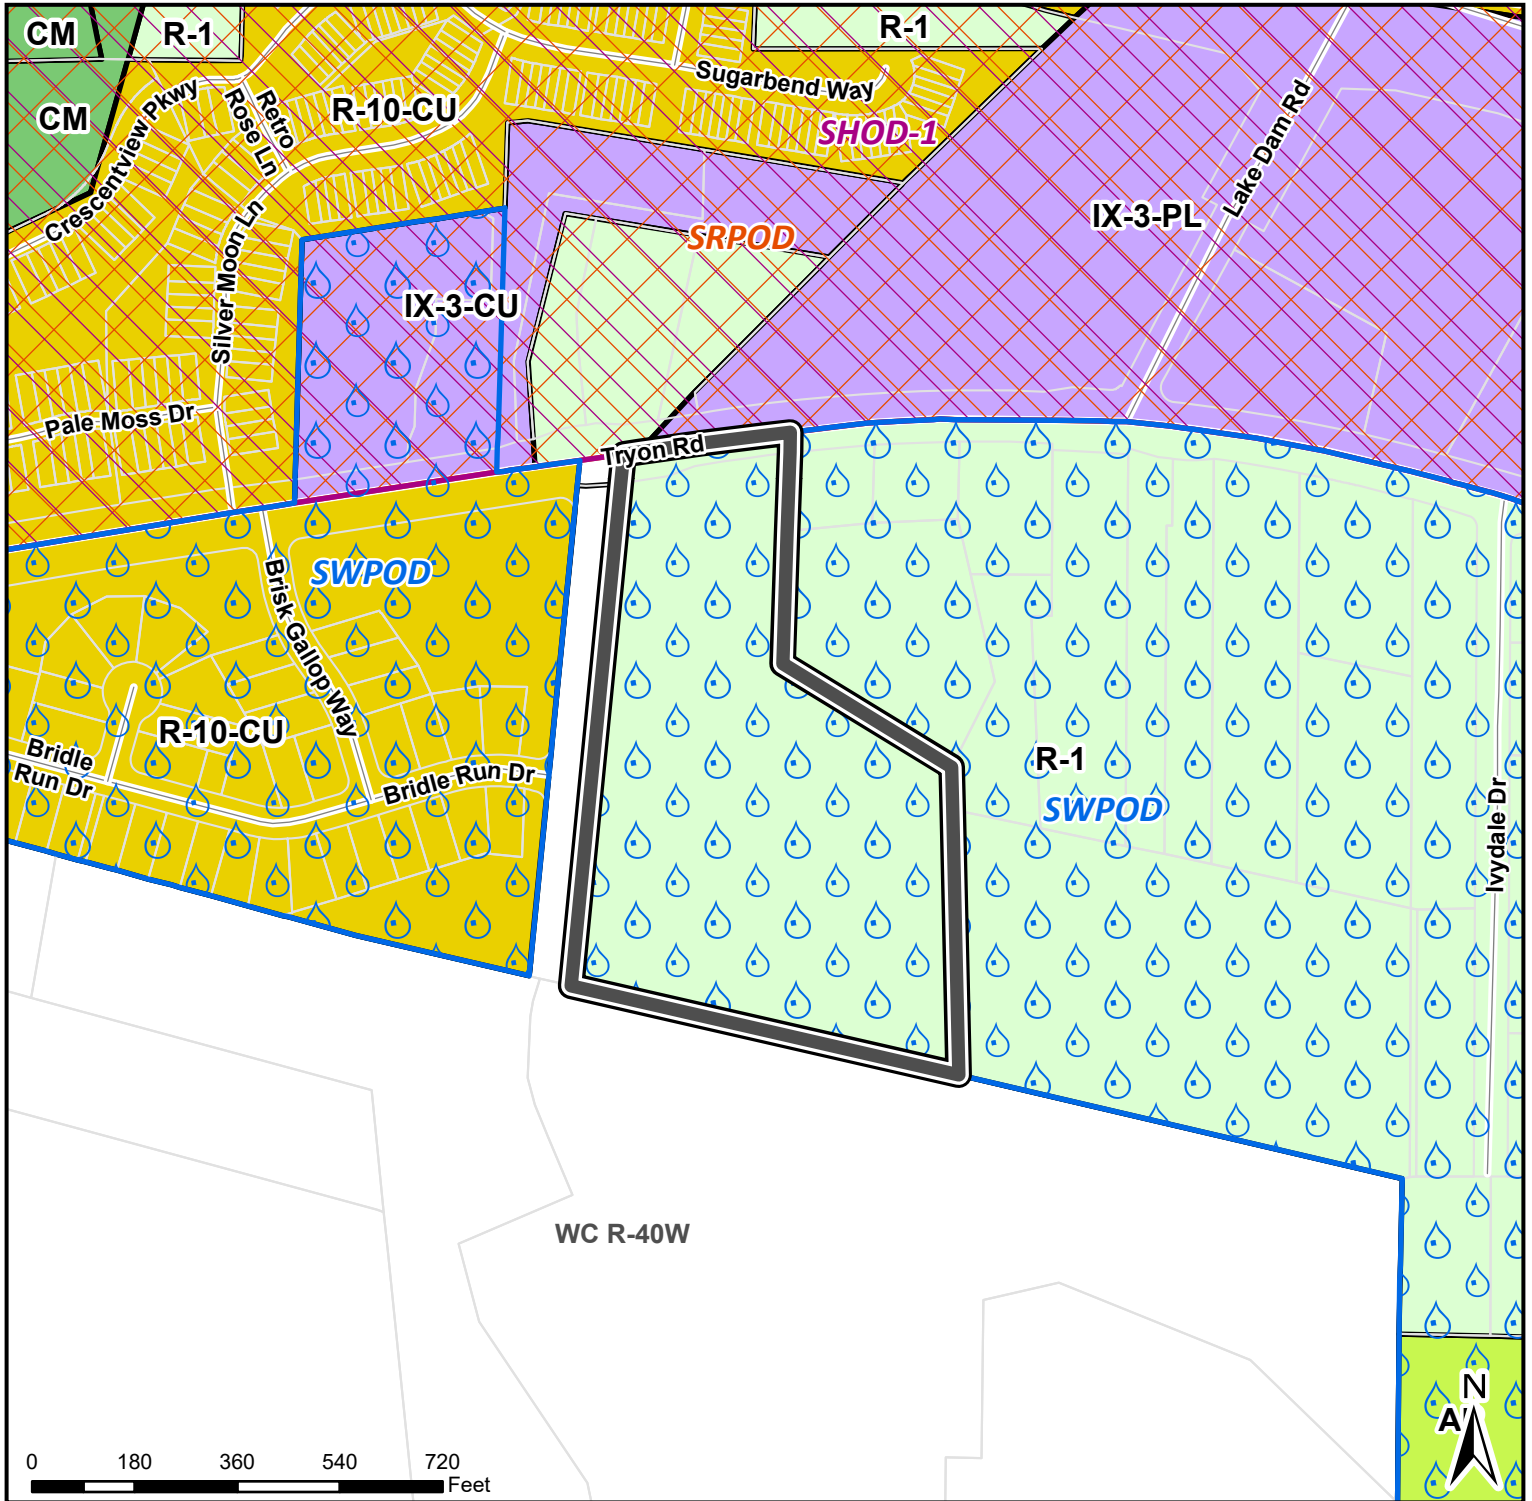 CM
R-1
R-1
CM
Crescentview Pkwy
Retro
Rose Ln
R-10-CU
Sugarbend Way
SHOD-1
Lake Dam Rd
IX-3-PL
SRPOD
Silver Moon Ln
IX-3-CU
Pale Moss Dr
Tryon Rd
SWPOD
Brisk Gallop Way
R-10-CU
Bridle
Run Dr
Bridle Run Dr
R-1
SWPOD
Ivydale Dr
WC R-40W
N
0 180 360 540 720
Feet